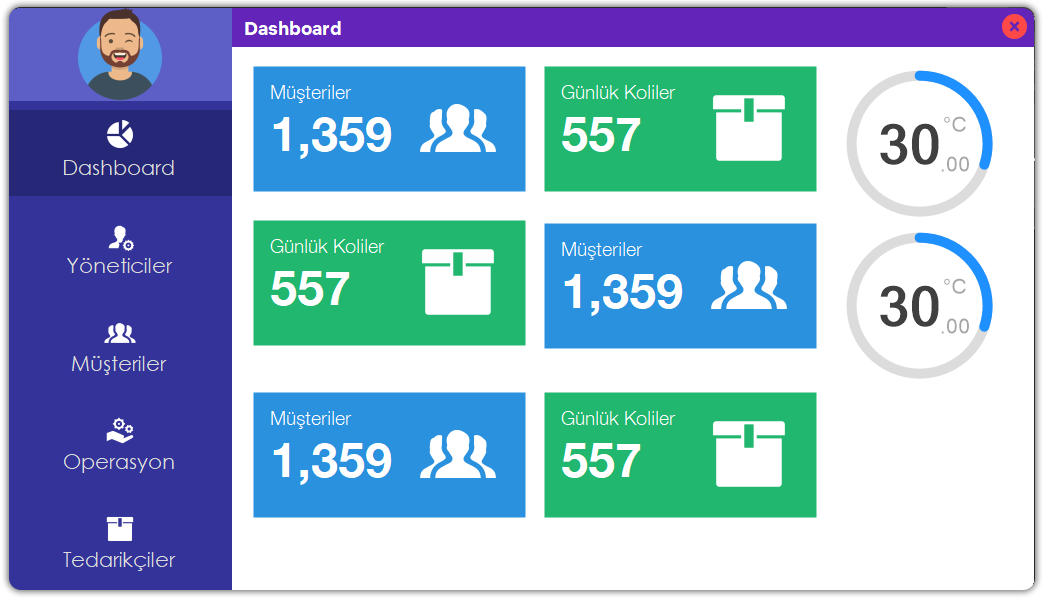 Dashboard
Dashboard
Yöneticiler
Müşteriler
Operasyon
Tedarikçiler
Müşteriler
1,359
Günlük Koliler
557
30
°C
.00
Günlük Koliler
557
Müşteriler
1,359
30
°C
.00
Müşteriler
1,359
Günlük Koliler
557